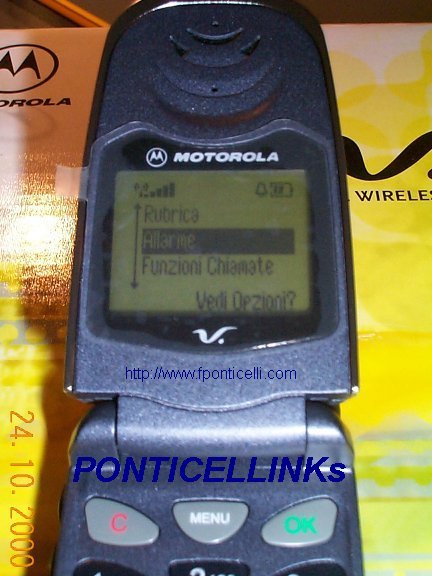 MOTOROLA
MOTOROLA
WIRELES
Rubrica
Allarme
Funzioni Chiamate
Vedi Opzioni?
V.
http://www.fponticelli.com
24.10.2000
PONTICELLINKs
C
MENU
OK